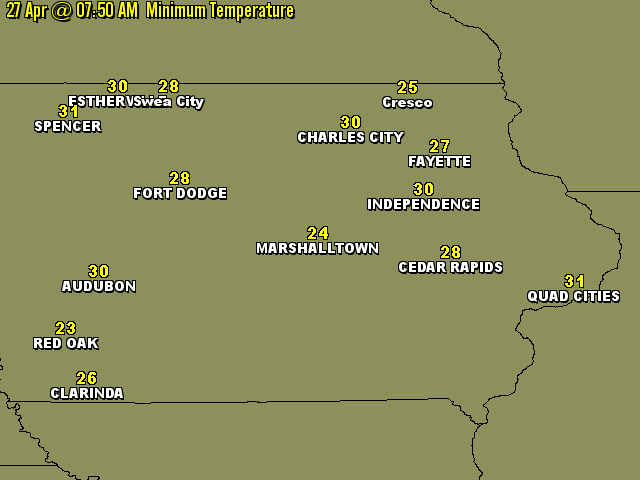 27 Apr @ 07:50 AM Minimum Temperature
30
28
25
Swea City
Cresco
31
SPENCER
30
CHARLES CITY
27
FAYETTE
28
FORT DODGE
30
INDEPENDENCE
24
MARSHALLTOWN
28
CEDAR RAPIDS
30
AUDUBON
31
QUAD CITIES
23
RED OAK
26
CLARINDA